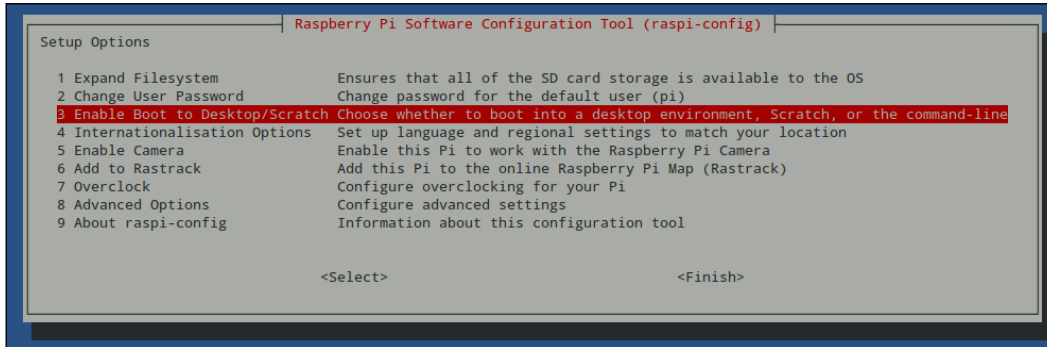 Raspberry Pi Software Configuration Tool (raspi-config)
Setup Options
1 Expand Filesystem Ensures that all of the SD card storage is available to the OS
2 Change User Password Change password for the default user (pi)
3 Enable Boot to Desktop/Scratch Choose whether to boot into a desktop environment, Scratch, or the command-line
4 Internationalisation Options Set up language and regional settings to match your location
5 Enable Camera Enable this Pi to work with the Raspberry Pi Camera
6 Add to Rastrack Add this Pi to the online Raspberry Pi Map (Rastrack)
7 Overclock Configure overclocking for your Pi
8 Advanced Options Configure advanced settings
9 About raspi-config Information about this configuration tool
<Select> <Finish>